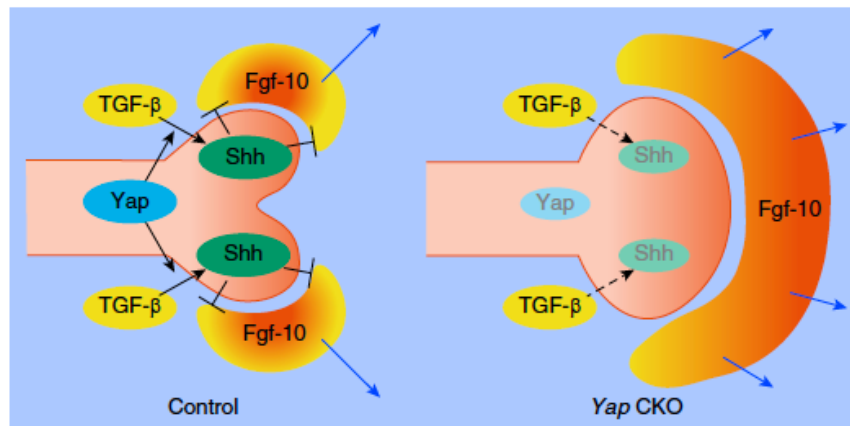 Fgf-10
TGF-β
Shh
Yap
Shh
TGF-β
Fgf-10
Control
TGF-β
Shh
Yap
Fgf-10
Shh
TGF-β
Yap CKO